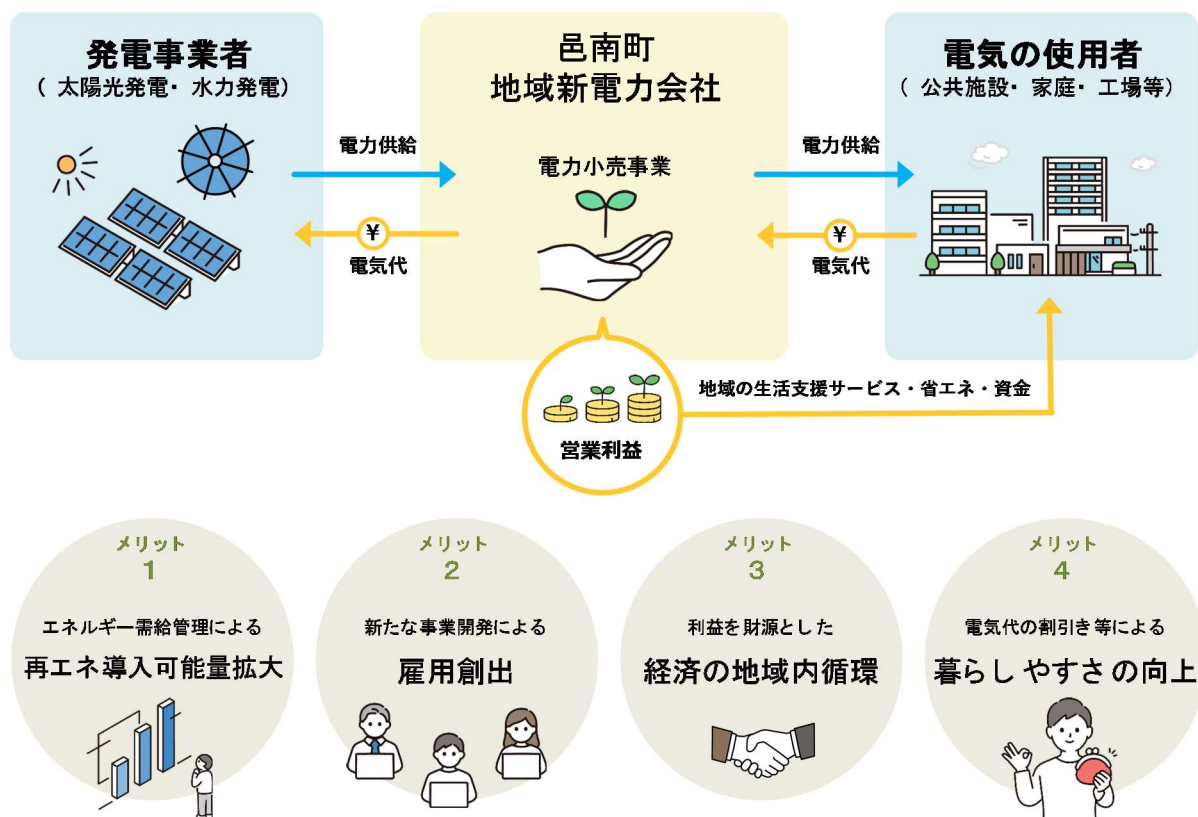 発電事業者
( 太陽光発電・ 水力発電)
電力供給
¥
電気代
邑南町
地域新電力会社
電力小売事業
電力供給
¥
電気代
電気の使用者
( 公共施設・ 家庭・ 工場等)
営業利益
地域の生活支援サービス・省エネ・資金
メリット
1
エネルギー需給管理による
再エネ導入可能量拡大
メリット
2
新たな事業開発による
雇用創出
メリット
3
利益を財源とした
経済の地域内循環
メリット
4
電気代の割引き等による
暮らしやすさの向上